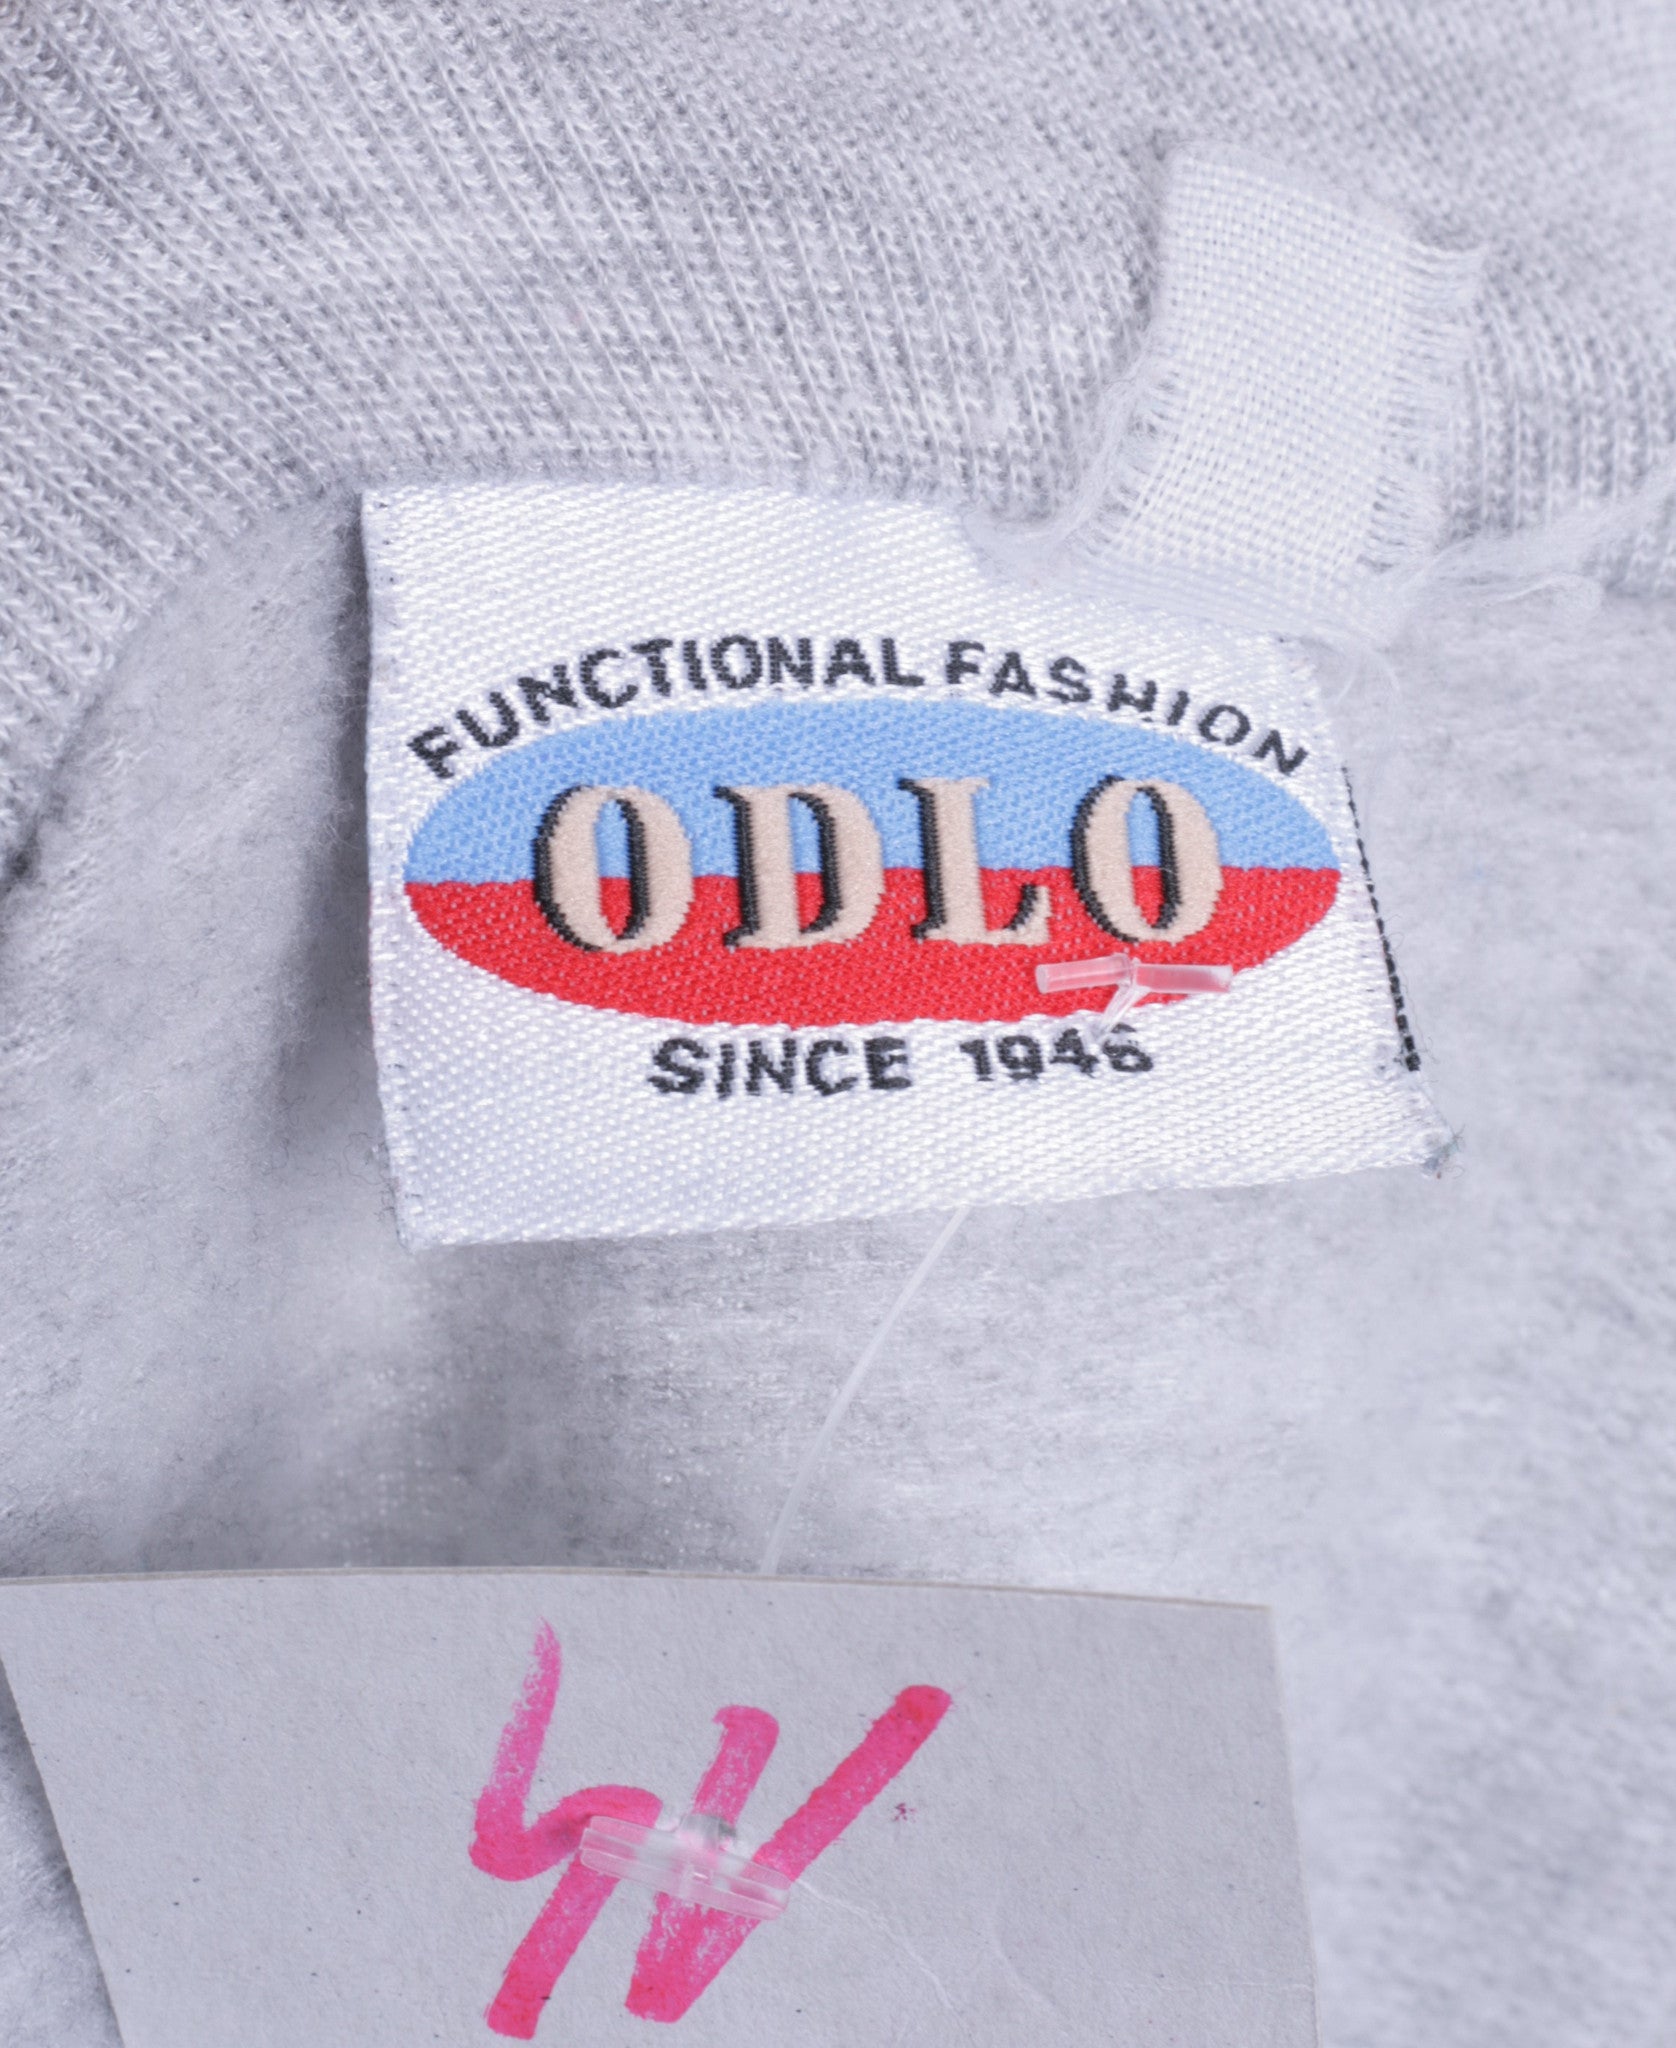 FUNCTIONAL FASHION
ODLO
SINCE 1946